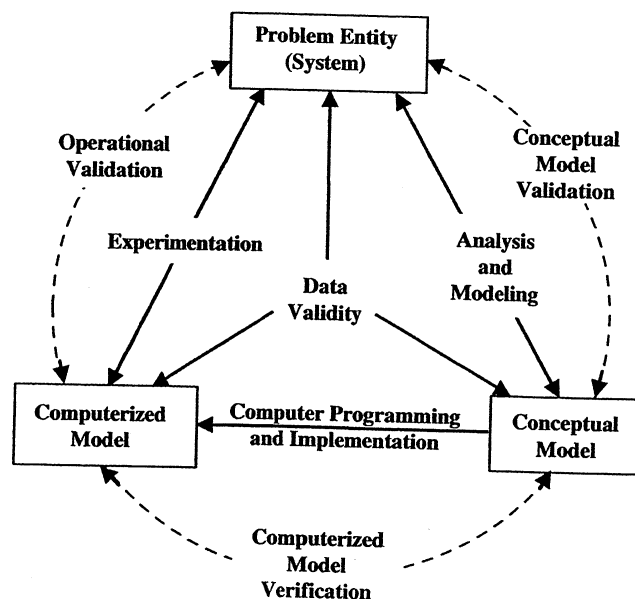 Problem Entity
(System)
Operational
Validation
Conceptual
Model
Validation
Experimentation
Analysis
and
Modeling
Data
Validity
Computerized
Model
Computer Programming
and Implementation
Conceptual
Model
Computerized
Model
Verification